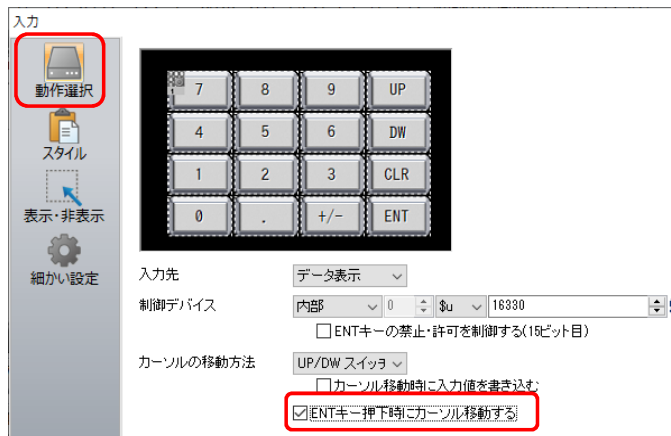 入力
動作選択
スタイル
表示・非表示
細かい設定
7 8 9 UP
4 5 6 DW
1 2 3 CLR
0 . +/- ENT
入力先 データ表示
制御デバイス 内部 0 $u 16330
ENTキーの禁止・許可を制御する(15ビット目)
カーソルの移動方法 UP/DW スイッチ
カーソル移動時に入力値を書き込む
ENTキー押下時にカーソル移動する